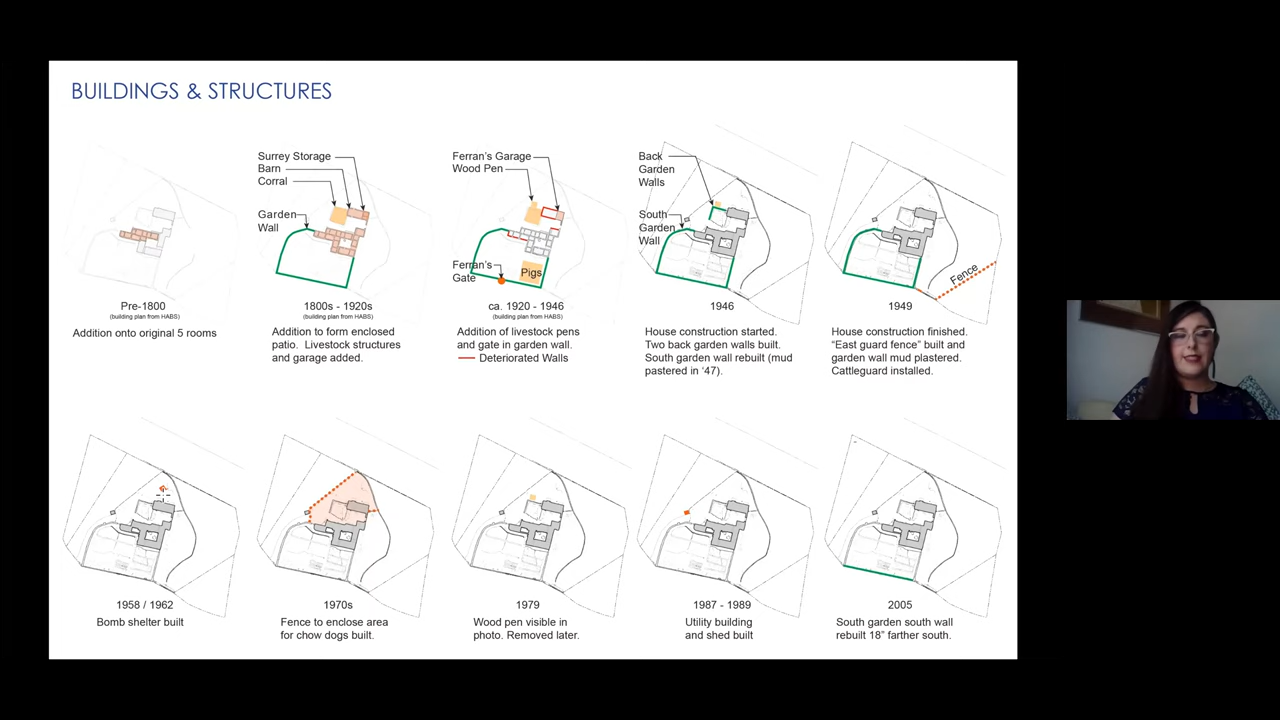 BUILDINGS & STRUCTURES
Surrey Storage
Barn
Corral
Garden
Wall
Ferran's Garage
Wood Pen
Ferran's
Gate
Pigs
Back
Garden
Walls
South
Garden
Wall
Fence
Pre-1800
(building plan from HABS)
Addition onto original 5 rooms
1800s - 1920s
(building plan from HABS)
Addition to form enclosed
patio. Livestock structures
and garage added.
ca. 1920 - 1946
(building plan from HABS)
Addition of livestock pens
and gate in garden wall.
Deteriorated Walls
1946
House construction started.
Two back garden walls built.
South garden wall rebuilt (mud
pastered in ‘47).
1949
House construction finished.
“East guard fence” built and
garden wall mud plastered.
Cattleguard installed.
1958 / 1962
Bomb shelter built
1970s
Fence to enclose area
for chow dogs built.
1979
Wood pen visible in
photo. Removed later.
1987 - 1989
Utility building
and shed built
2005
South garden south wall
rebuilt 18” farther south.